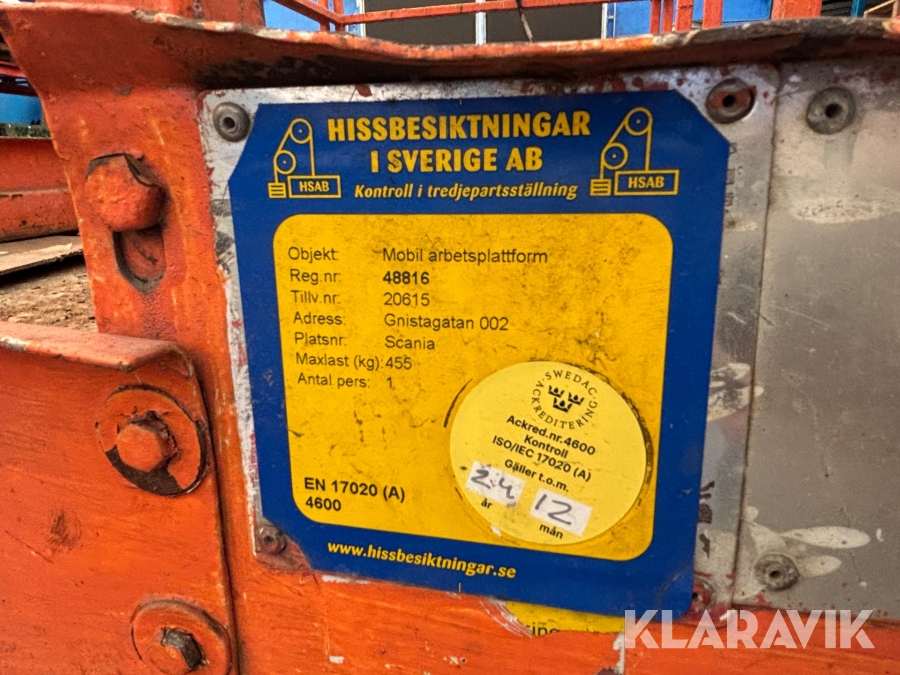 HISSBESIKTNINGAR
I SVERIGE AB
Kontroll i tredjepartsställning
HSAB
HSAB
Objekt: Mobil arbetsplattform
Reg.nr: 48816
Tillv.nr: 20615
Adress: Gnistagatan 002
Platsnr: Scania
Maxlast (kg): 455
Antal pers: 1
SWEDAC
ACKREDITERING
Ackred.nr.4600
Kontroll
ISO/IEC 17020 (A)
Gäller t.o.m.
24 12
år mån
EN 17020 (A)
4600
www.hissbesiktningar.se
KLARAVIK